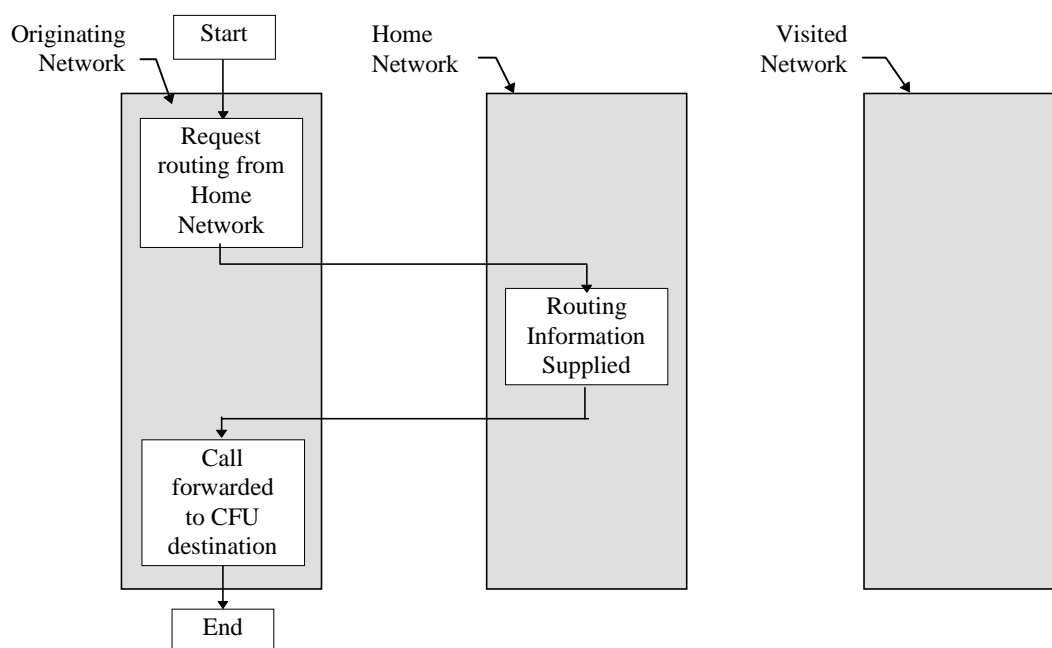 Originating
Network
Start
Home
Network
Visited
Network
Request
routing from
Home
Network
Routing
Information
Supplied
Call
forwarded
to CFU
destination
End